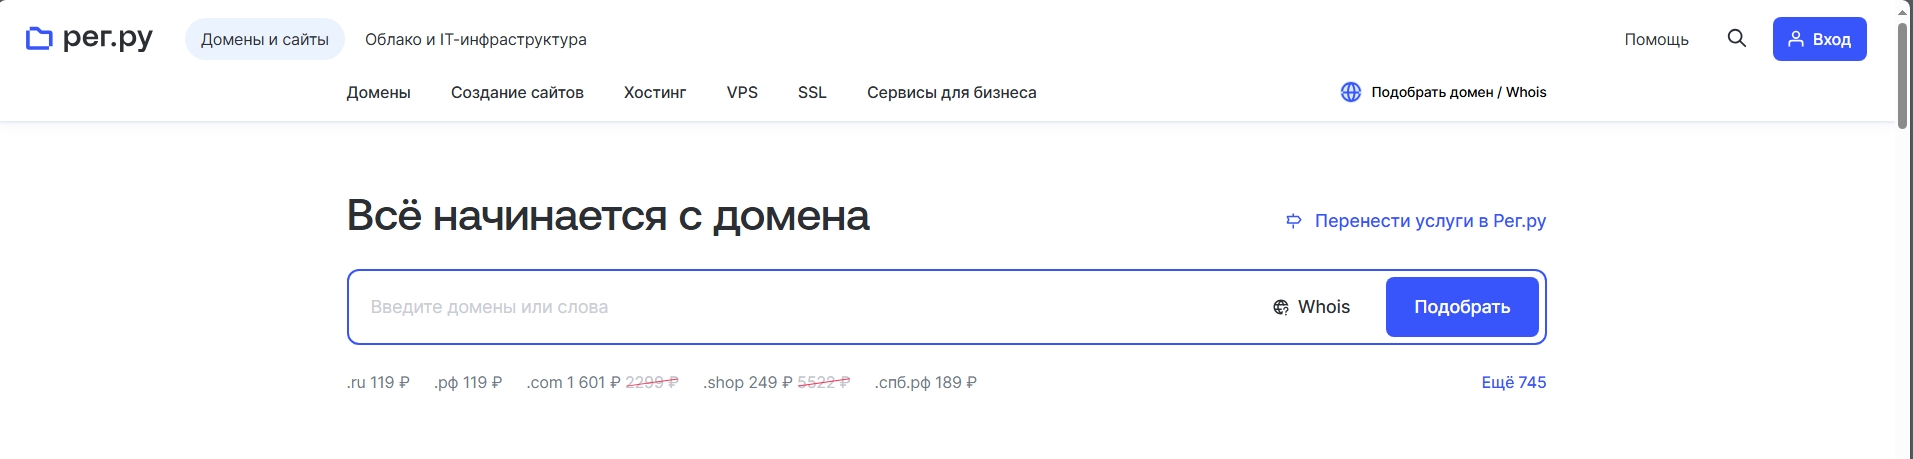 рег.ру Домены и сайты Облако и IT-инфраструктура Помощь Вход
Домены Создание сайтов Хостинг VPS SSL Сервисы для бизнеса Подобрать домен / Whois
Всё начинается с домена Перенести услуги в Рег.ру
Введите домены или слова Whois Подобрать
.ru 119 ₽ .рф 119 ₽ .com 1 601 ₽ 2299 ₽ .shop 249 ₽ 5522 ₽ .спб.рф 189 ₽ Ещё 745